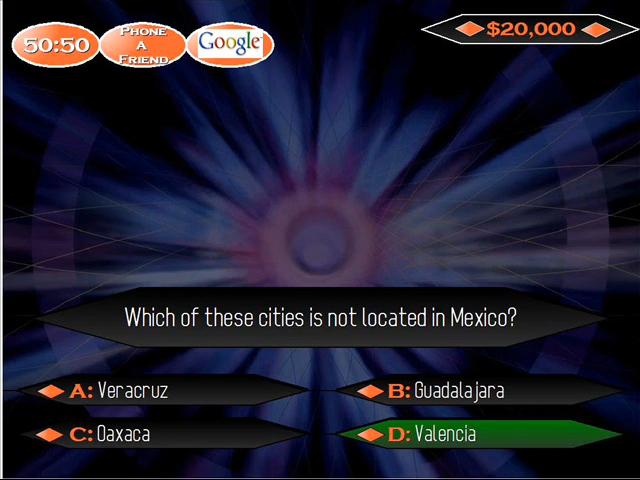 50:50
Phone
A
Friend
Google
$20,000
Which of these cities is not located in Mexico?
A: Veracruz
B: Guadalajara
C: Oaxaca
D: Valencia